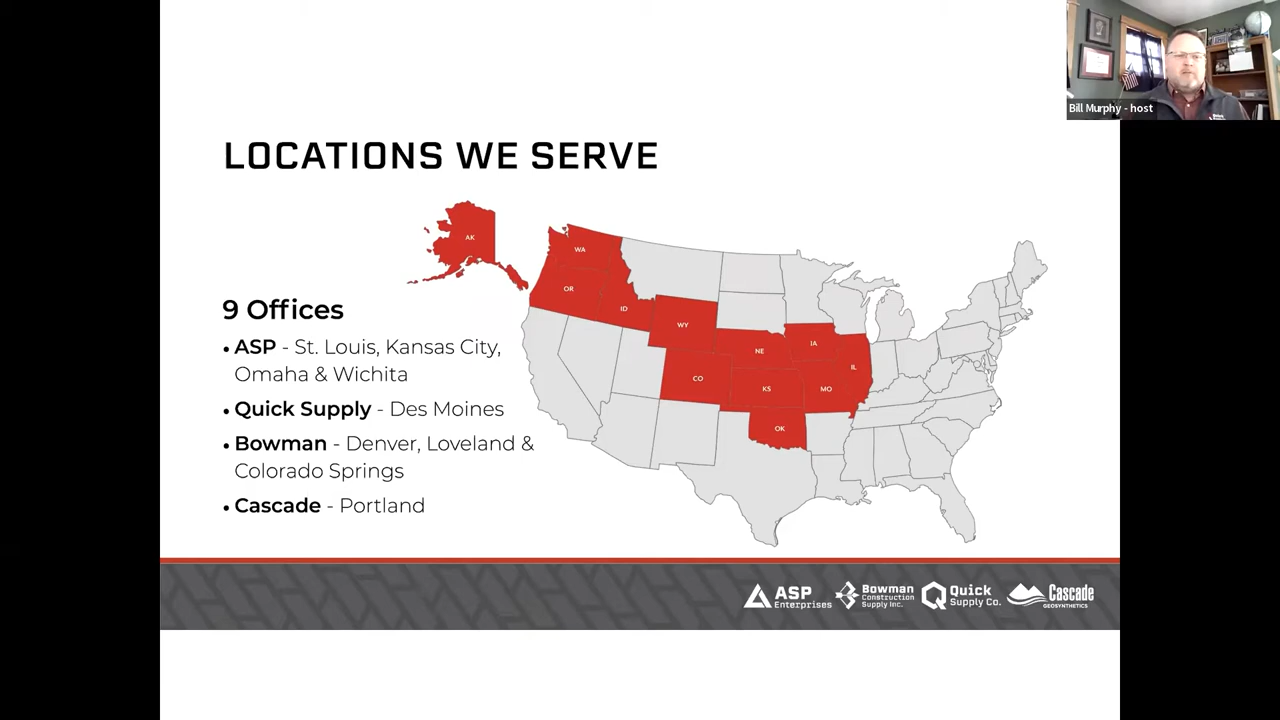 Bill Murphy - host
LOCATIONS WE SERVE
AK
WA
OR
ID
WY
NE
IA
IL
CO
KS
MO
OK
9 Offices
• ASP - St. Louis, Kansas City,
Omaha & Wichita
• Quick Supply - Des Moines
• Bowman - Denver, Loveland &
Colorado Springs
• Cascade - Portland
ASP
Enterprises
Bowman
Construction
Supply Inc.
Quick
Supply Co.
Cascade
GEOSYNTHETICS